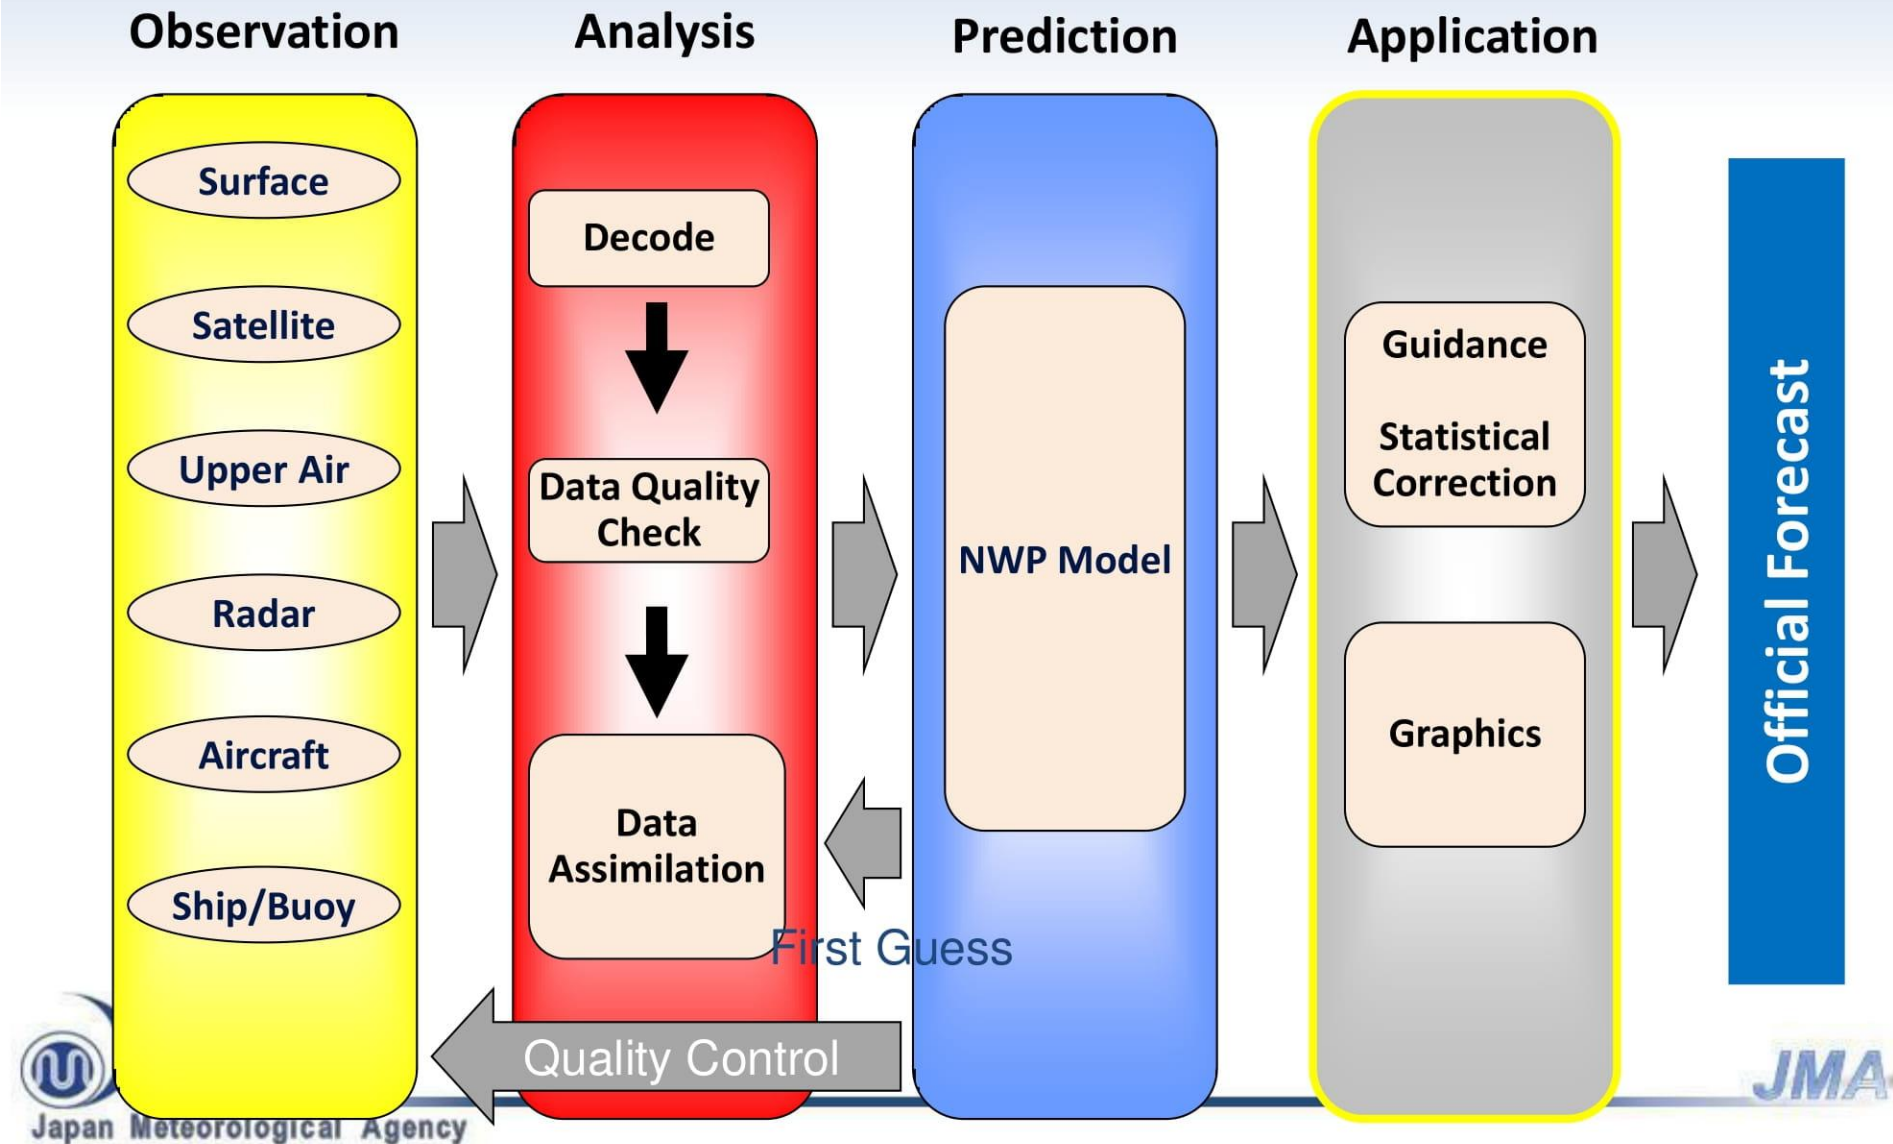 Observation
Analysis
Prediction
Application
Surface
Satellite
Upper Air
Radar
Aircraft
Ship/Buoy
Decode
Data Quality
Check
Data
Assimilation
First Guess
Quality Control
NWP Model
Guidance
Statistical
Correction
Graphics
Official Forecast
Japan Meteorological Agency
JMA